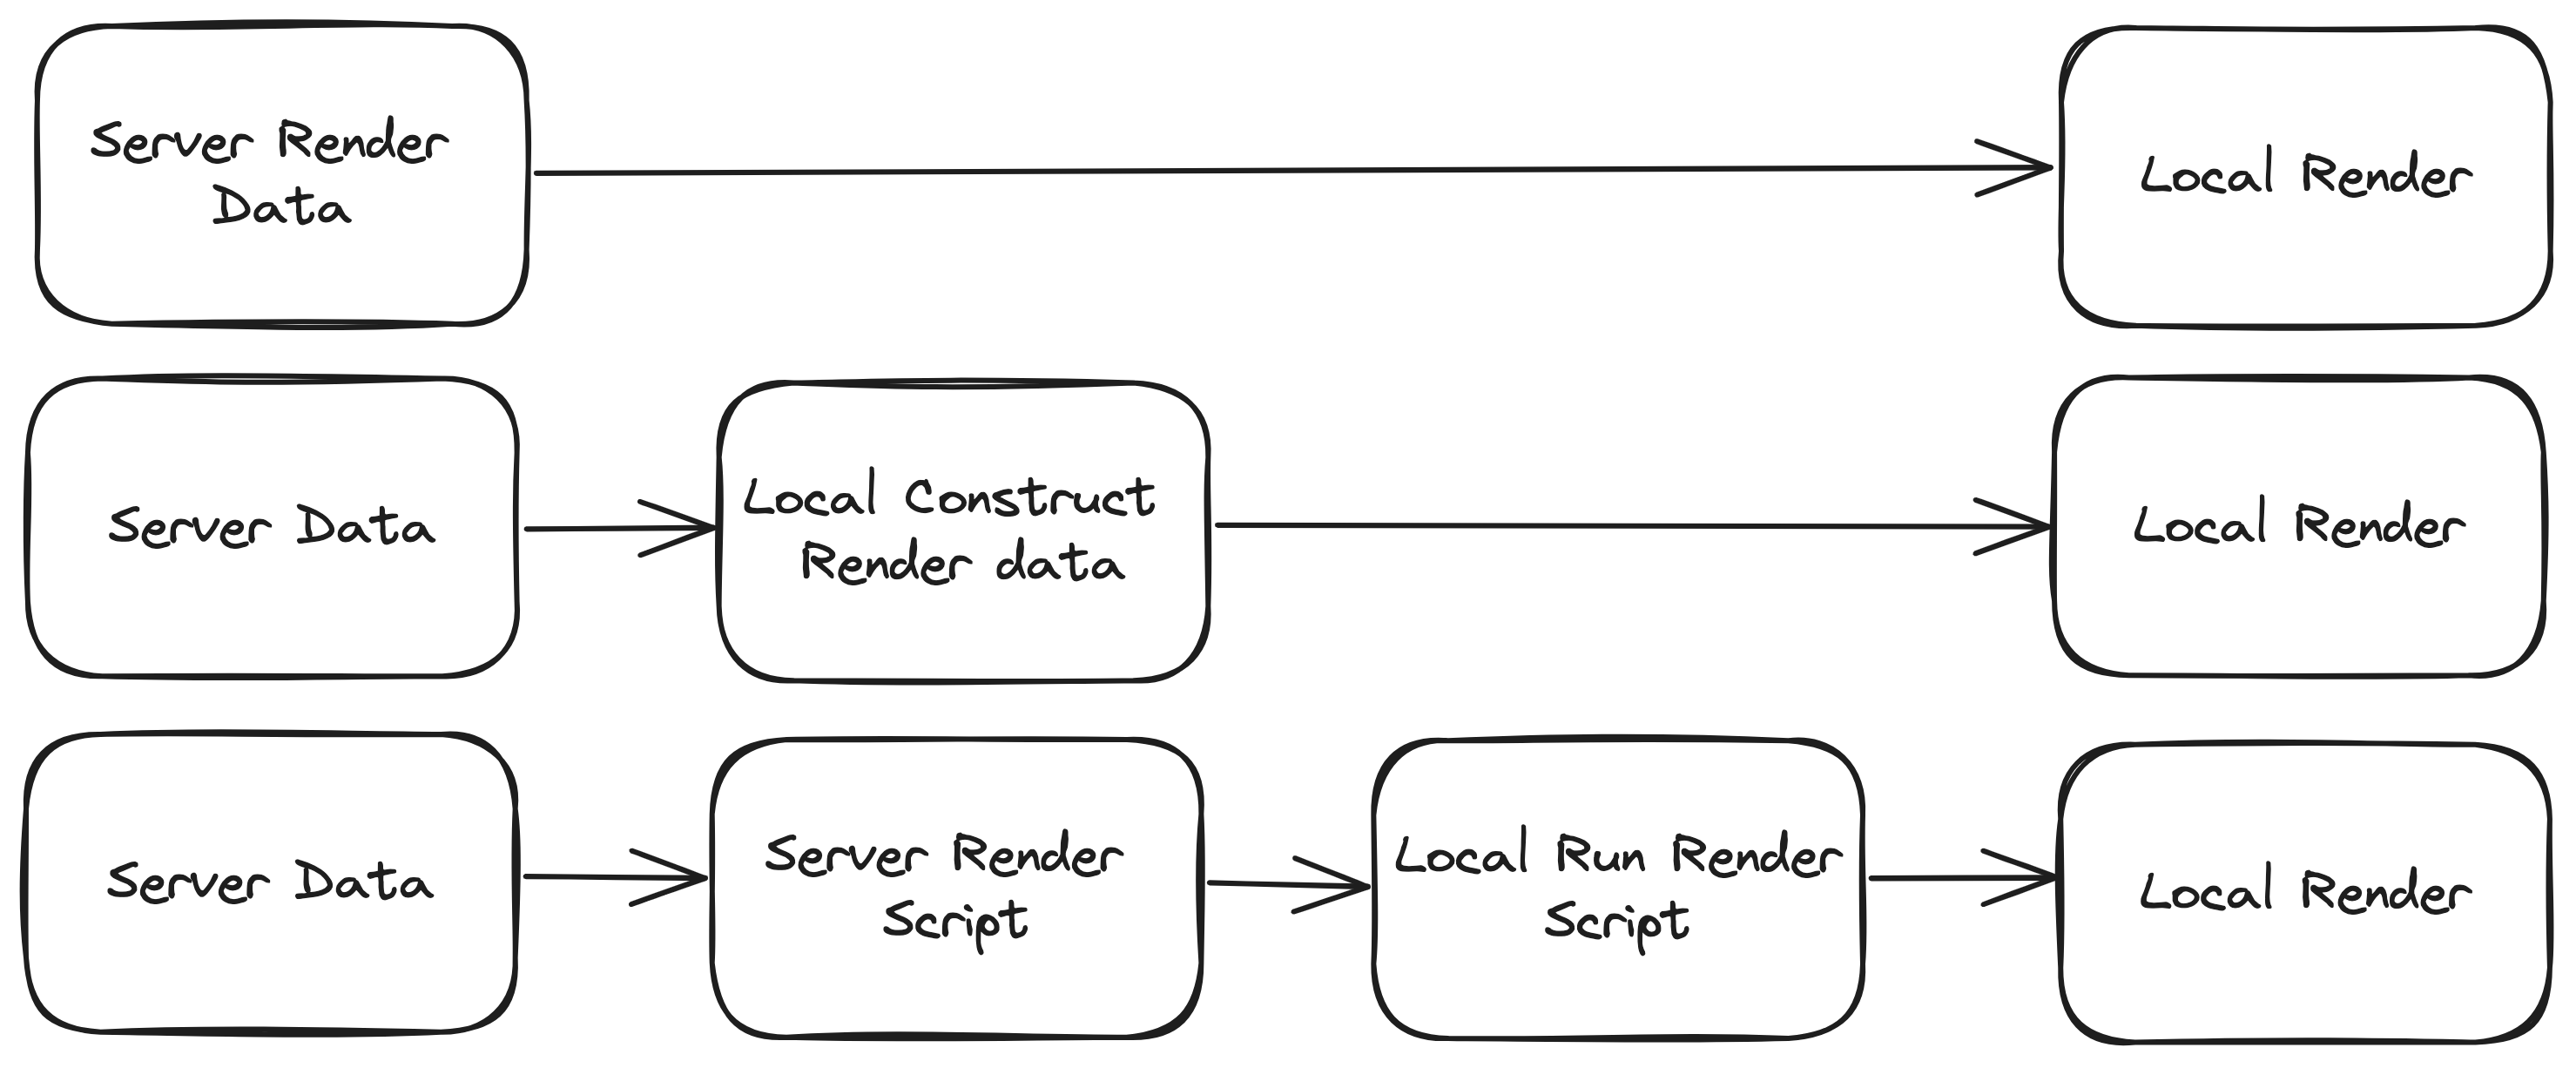 Server Render
Data
Local Render
Server Data
Local Construct
Render data
Local Render
Server Data
Server Render
Script
Local Run Render
Script
Local Render